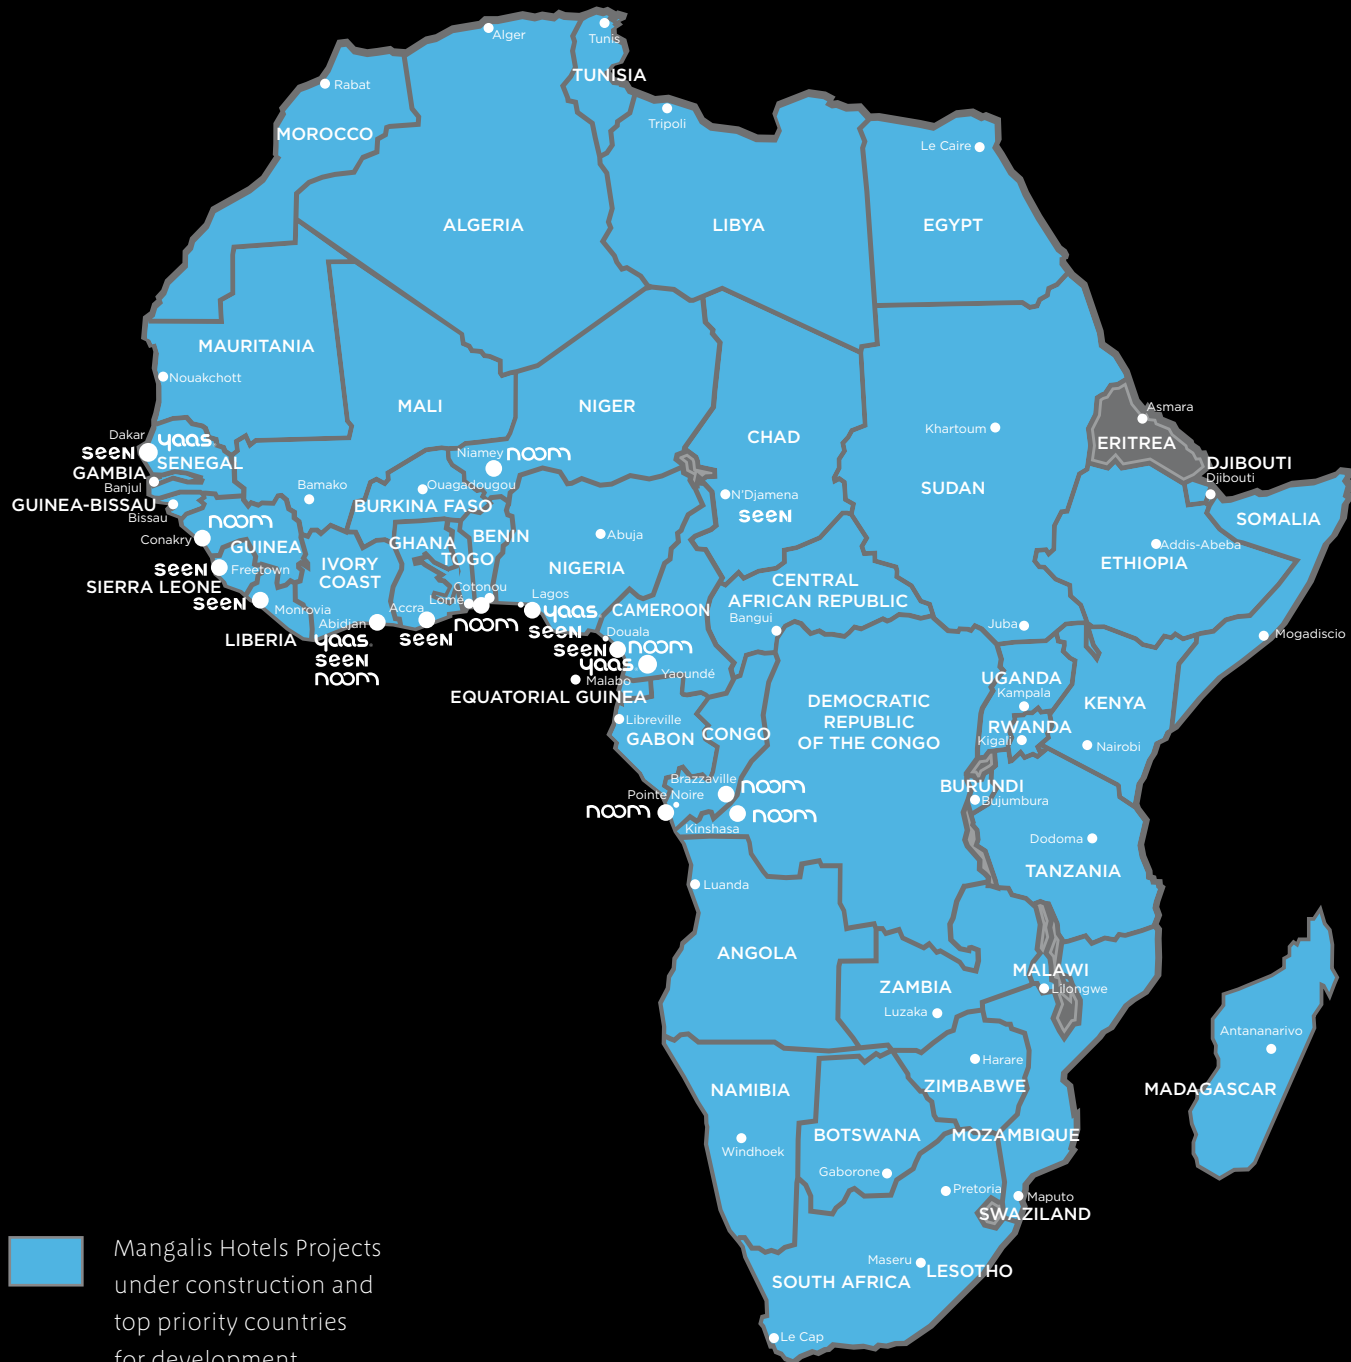 Alger
Tunis
TUNISIA
Rabat
MOROCCO
Tripoli
Le Caire
ALGERIA
LIBYA
EGYPT
MAURITANIA
Nouakchott
MALI
NIGER
CHAD
Khartoum
Asmara
ERITREA
Dakar
yaas
seen
SENEGAL
GAMBIA
Banjul
GUINEA-BISSAU
Bissau
Niamey
noom
Bamako
Ouagadougou
BURKINA FASO
N'Djamena
seen
SUDAN
DJIBOUTI
Djibouti
SOMALIA
noom
Conakry
GUINEA
GHANA
TOGO
BENIN
Abuja
NIGERIA
Addis-Abeba
ETHIOPIA
seen
Freetown
SIERRA LEONE
IVORY
COAST
seen
Monrovia
LIBERIA
Abidjan
yaas
seen
noom
Accra
seen
Cotonou
Lomé
noom
Lagos
yaas
seen
CAMEROON
CENTRAL
AFRICAN REPUBLIC
Bangui
Juba
Mogadiscio
Douala
seen
noom
yaas
Yaoundé
Malabo
EQUATORIAL GUINEA
Libreville
GABON
CONGO
DEMOCRATIC
REPUBLIC
OF THE CONGO
UGANDA
Kampala
KENYA
RWANDA
Kigali
Nairobi
Brazzaville
noom
Pointe Noire
noom
noom
Kinshasa
BURUNDI
Bujumbura
Dodoma
TANZANIA
Luanda
ANGOLA
ZAMBIA
Luzaka
MALAWI
Lilongwe
Antananarivo
MADAGASCAR
Harare
ZIMBABWE
NAMIBIA
Windhoek
BOTSWANA
Gaborone
MOZAMBIQUE
Pretoria
Maputo
SWAZILAND
Maseru
LESOTHO
SOUTH AFRICA
Le Cap
Mangalis Hotels Projects
under construction and
top priority countries
for development